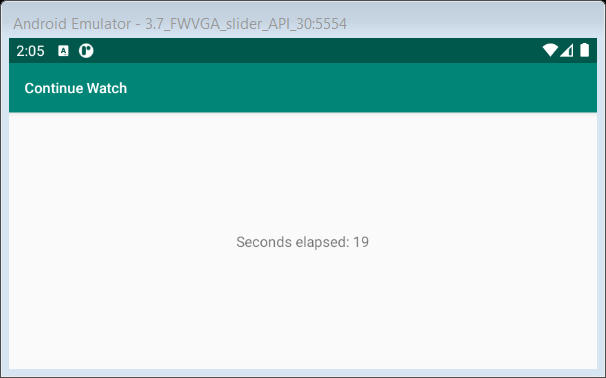 Android Emulator - 3.7_FWVGA_slider_API_30:5554
2:05
Continue Watch
Seconds elapsed: 19